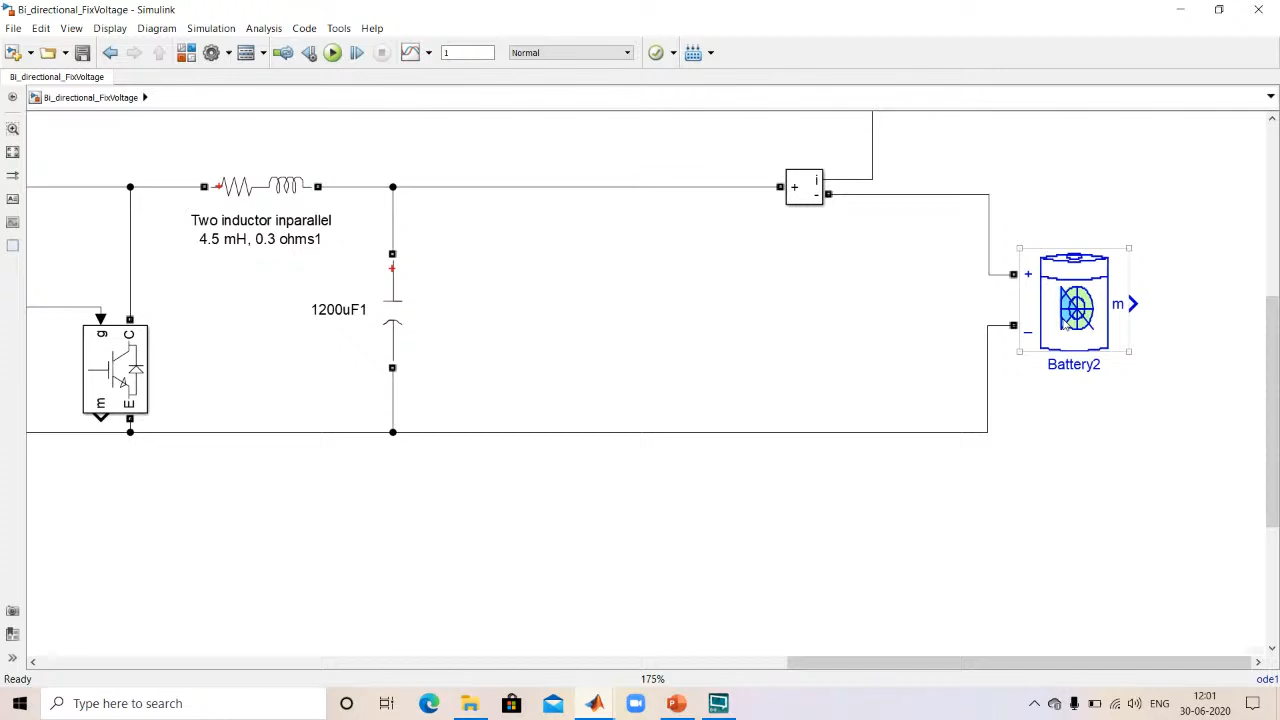 Bi_directional_FixVoltage - Simulink
File Edit View Display Diagram Simulation Analysis Code Tools Help
1 Normal
Bi_directional_FixVoltage
Bi_directional_FixVoltage
+ i -
Two inductor inparallel
4.5 mH, 0.3 ohms1
+
+
m
–
1200uF1
g C
m E
Battery2
Ready 175% ode1
Type here to search
ENG 12:01
30-06-2020